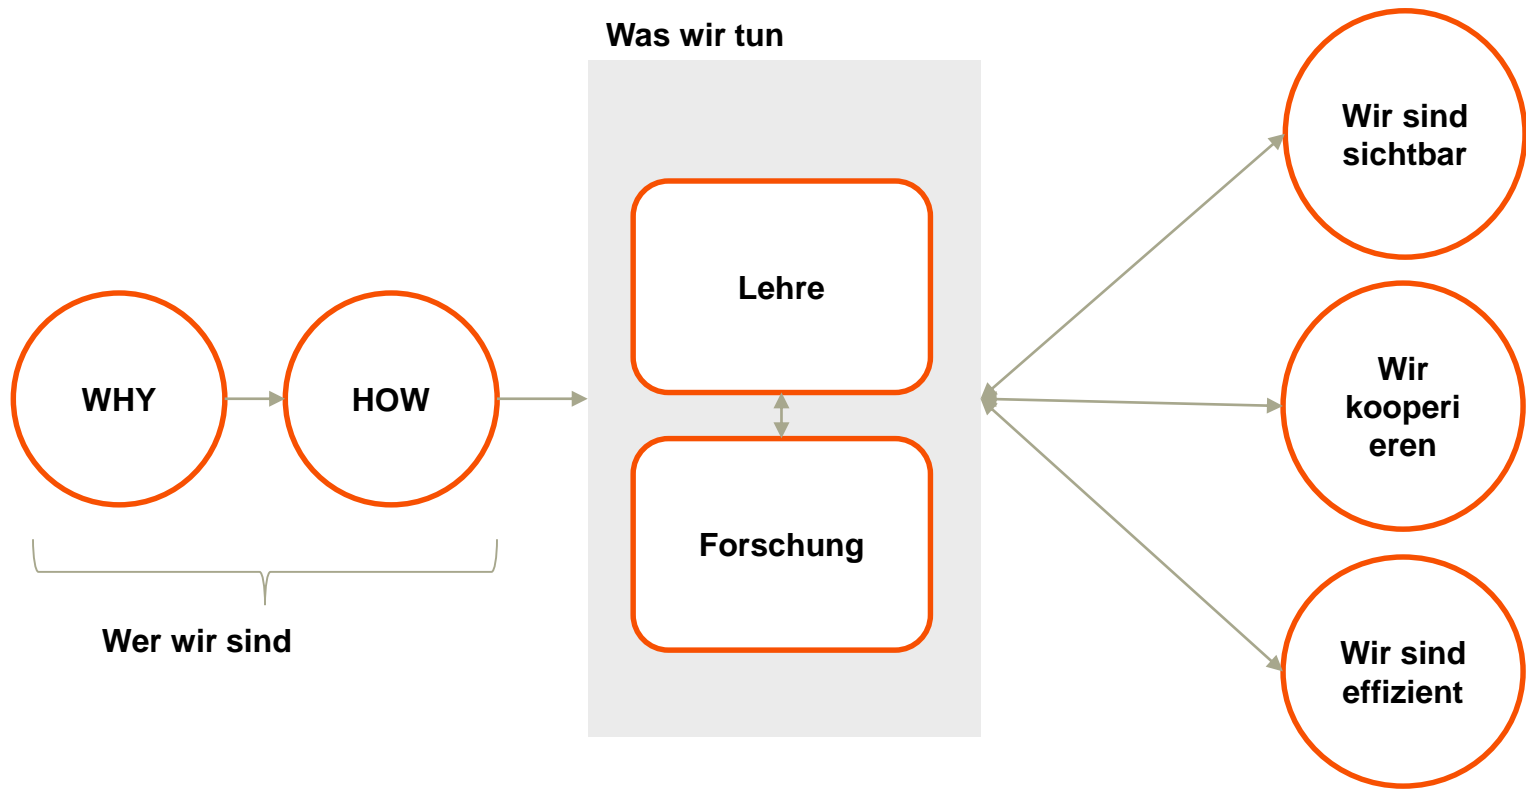 Was wir tun
WHY
HOW
Wer wir sind
Lehre
Forschung
Wir sind
sichtbar
Wir
kooperi
eren
Wir sind
effizient